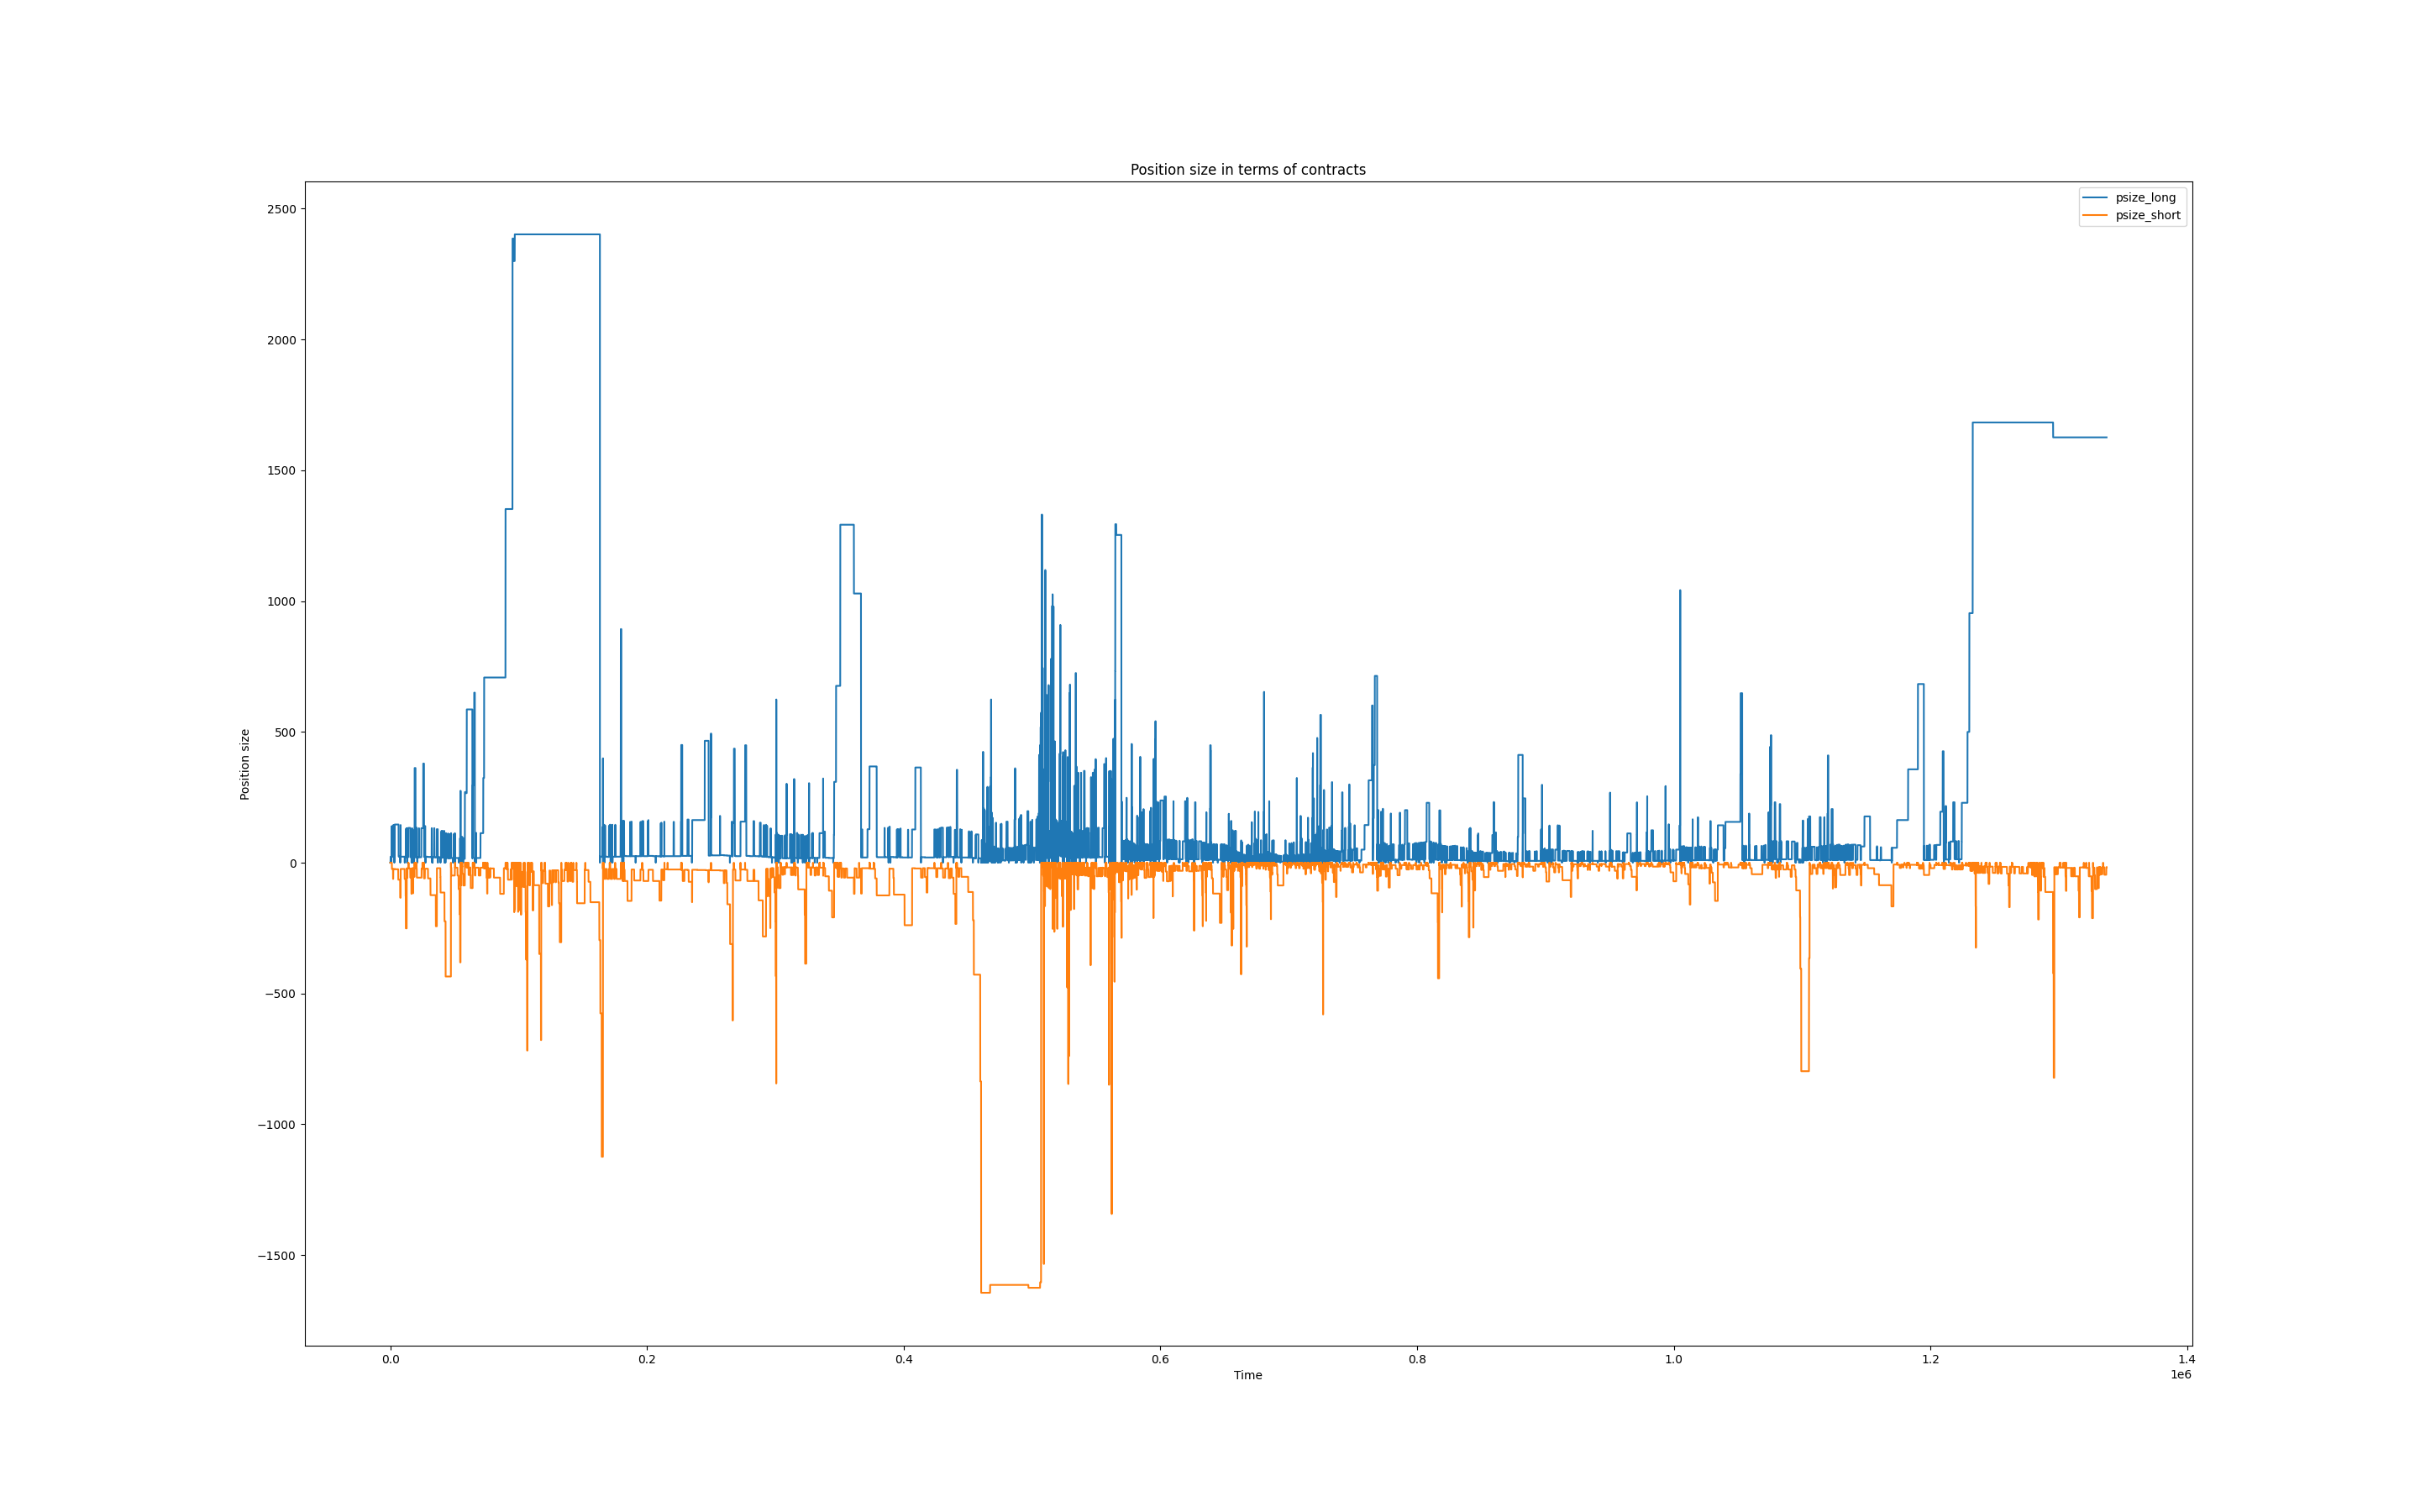 Position size in terms of contracts
psize_long
psize_short
2500
2000
1500
1000
500
0
−500
−1000
−1500
Position size
0.0
0.2
0.4
0.6
0.8
1.0
1.2
1.4
Time
1e6